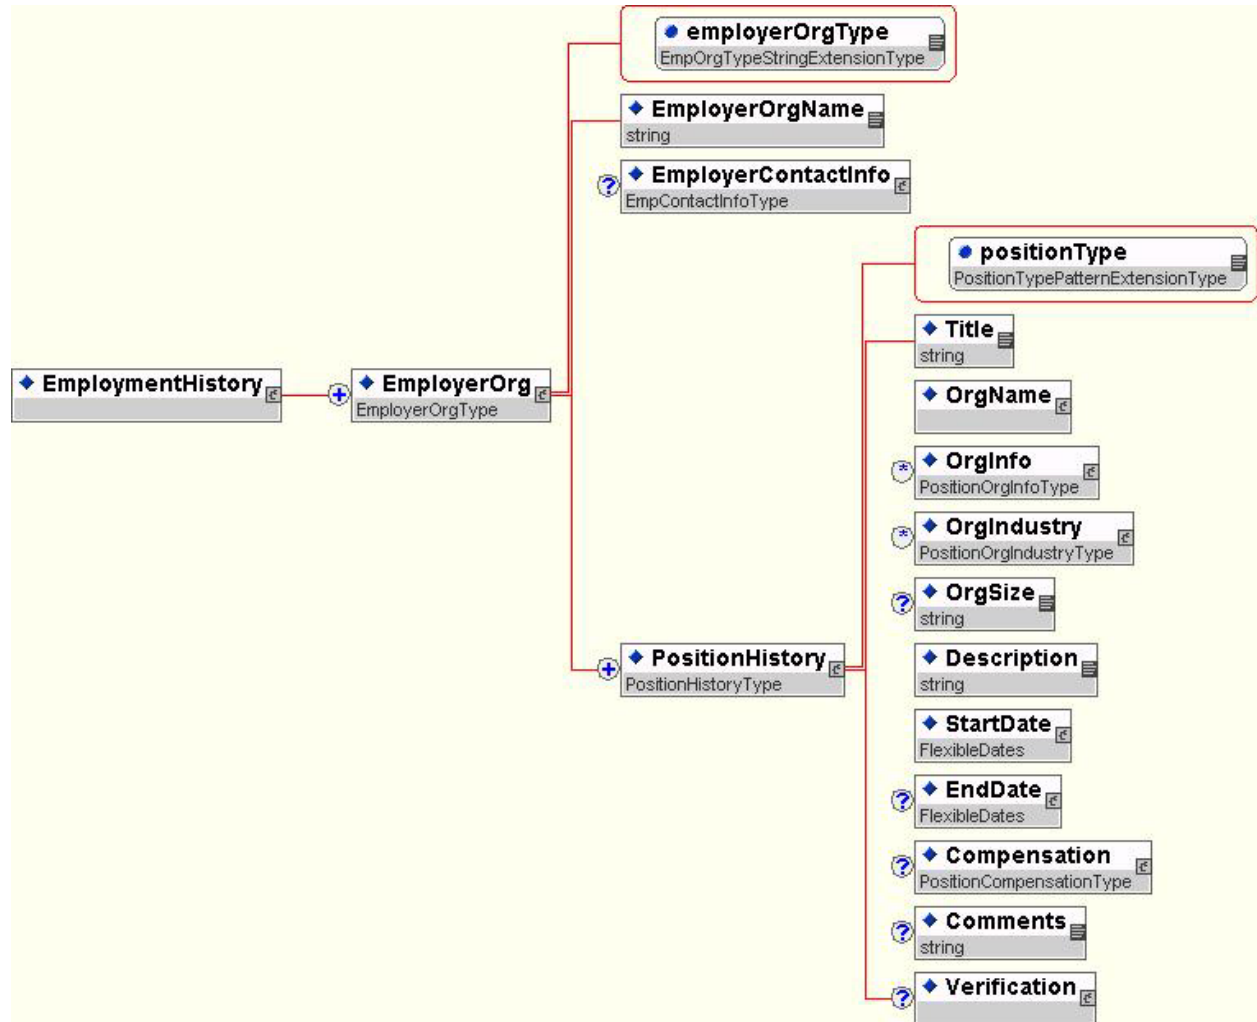 employerOrgType
EmpOrgTypeStringExtensionType
EmployerOrgName
string
? EmployerContactInfo
EmpContactInfoType
positionType
PositionTypePatternExtensionType
Title
string
EmploymentHistory
+ EmployerOrg
EmployerOrgType
OrgName
* OrgInfo
PositionOrgInfoType
* OrgIndustry
PositionOrgIndustryType
? OrgSize
string
+ PositionHistory
PositionHistoryType
Description
string
StartDate
FlexibleDates
? EndDate
FlexibleDates
? Compensation
PositionCompensationType
? Comments
string
? Verification